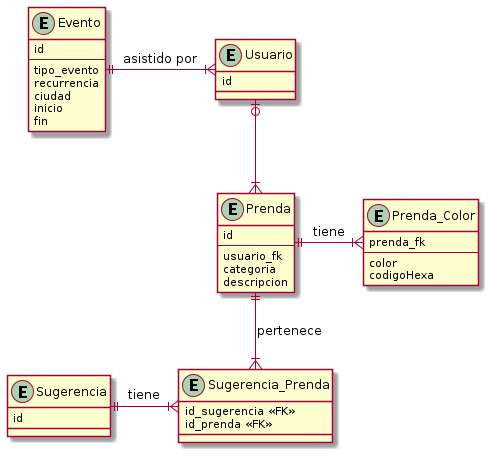 E Evento
id
tipo_evento
recurrencia
ciudad
inicio
fin
asistido por
E Usuario
id
E Prenda
id
usuario_fk
categoria
descripcion
tiene
E Prenda_Color
prenda_fk
color
codigoHexa
pertenece
E Sugerencia
id
tiene
E Sugerencia_Prenda
id_sugerencia «FK»
id_prenda «FK»